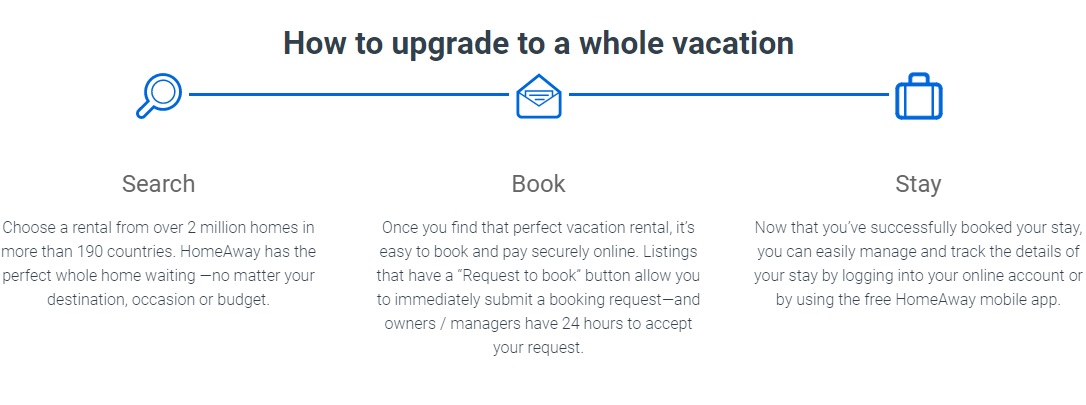 How to upgrade to a whole vacation
Search
Choose a rental from over 2 million homes in
more than 190 countries. HomeAway has the
perfect whole home waiting —no matter your
destination, occasion or budget.
Book
Once you find that perfect vacation rental, it's
easy to book and pay securely online. Listings
that have a “Request to book” button allow you
to immediately submit a booking request—and
owners / managers have 24 hours to accept
your request.
Stay
Now that you've successfully booked your stay,
you can easily manage and track the details of
your stay by logging into your online account or
by using the free HomeAway mobile app.